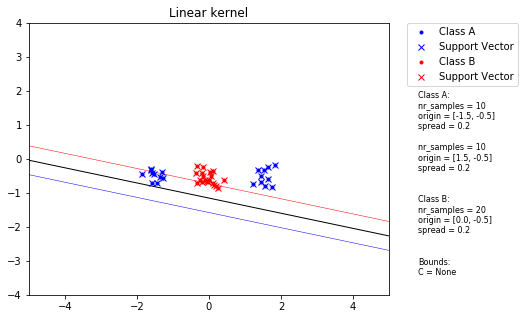 Linear kernel
4
3
2
1
0
−1
−2
−3
−4
−4
−2
0
2
4
Class A
Support Vector
Class B
Support Vector
Class A:
nr_samples = 10
origin = [-1.5, -0.5]
spread = 0.2
nr_samples = 10
origin = [1.5, -0.5]
spread = 0.2
Class B:
nr_samples = 20
origin = [0.0, -0.5]
spread = 0.2
Bounds:
C = None